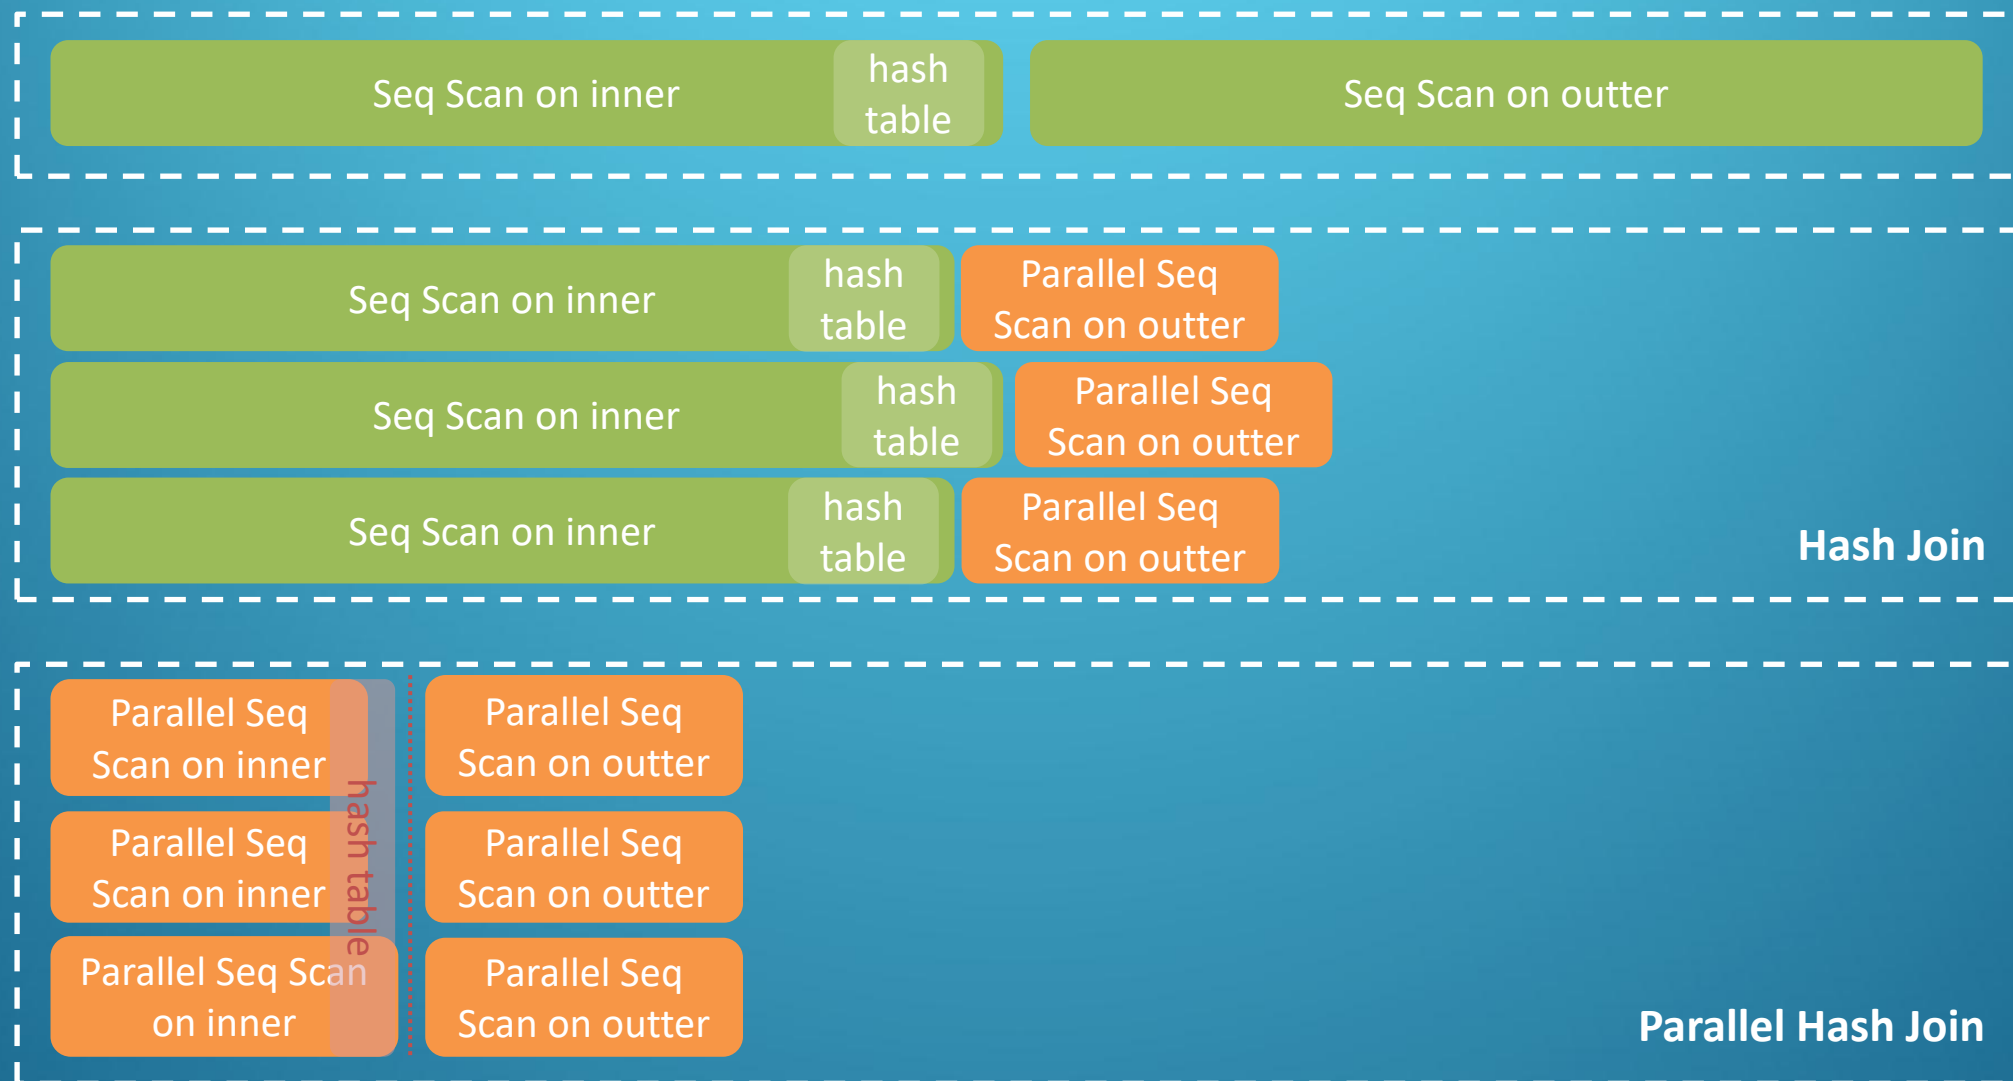 Seq Scan on inner
hash
table
Seq Scan on outter
Seq Scan on inner
hash
table
Parallel Seq
Scan on outter
Seq Scan on inner
hash
table
Parallel Seq
Scan on outter
Seq Scan on inner
hash
table
Parallel Seq
Scan on outter
Hash Join
Parallel Seq
Scan on inner
Parallel Seq
Scan on outter
hash table
Parallel Seq
Scan on inner
Parallel Seq
Scan on outter
Parallel Seq Scan
on inner
Parallel Seq
Scan on outter
Parallel Hash Join